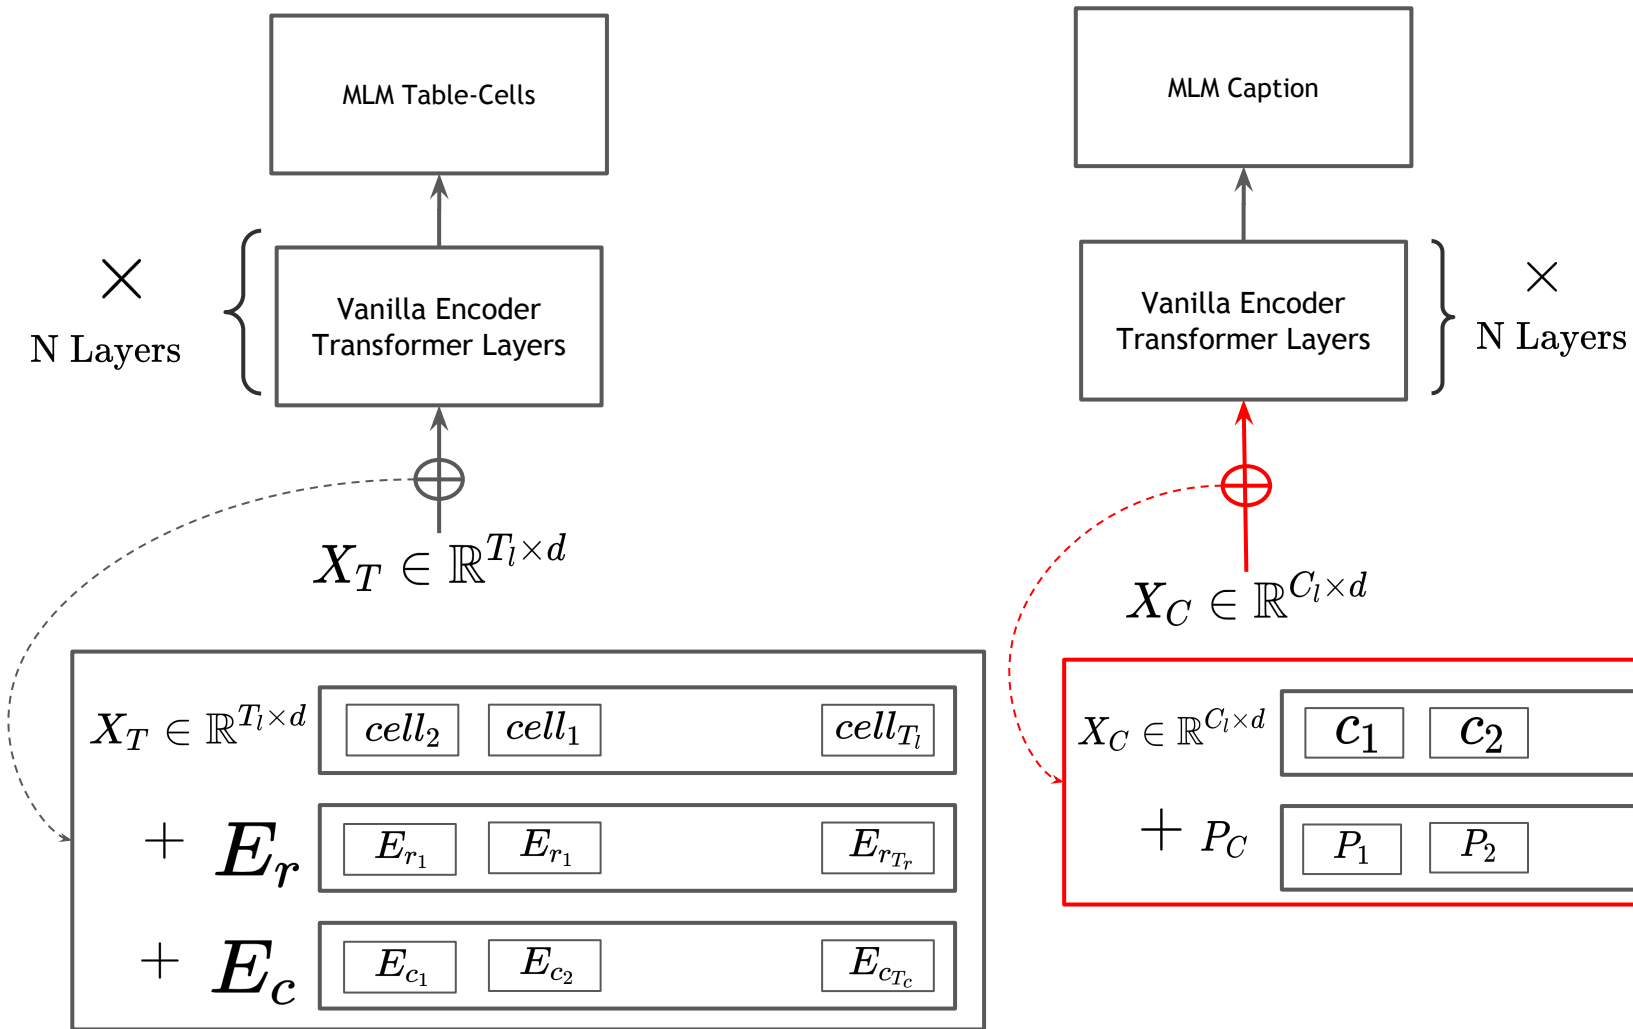 MLM Table-Cells
Vanilla Encoder
Transformer Layers
×
N Layers
X_T ∈ ℝ^{T_l×d}
X_T ∈ ℝ^{T_l×d} cell_2 cell_1 cell_{T_l}
+ E_r E_{r_1} E_{r_1} E_{r_{T_r}}
+ E_c E_{c_1} E_{c_2} E_{c_{T_c}}
MLM Caption
Vanilla Encoder
Transformer Layers
×
N Layers
X_C ∈ ℝ^{C_l×d}
X_C ∈ ℝ^{C_l×d} c_1 c_2
+ P_C P_1 P_2